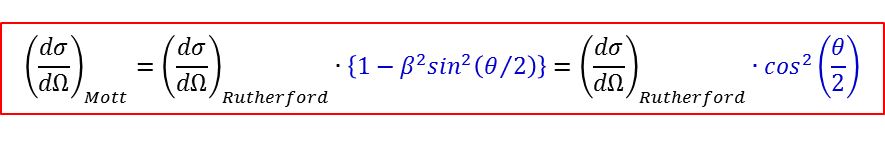 (dσ/dΩ)_Mott = (dσ/dΩ)_Rutherford · {1 − β²sin²(θ/2)} = (dσ/dΩ)_Rutherford · cos²(θ/2)